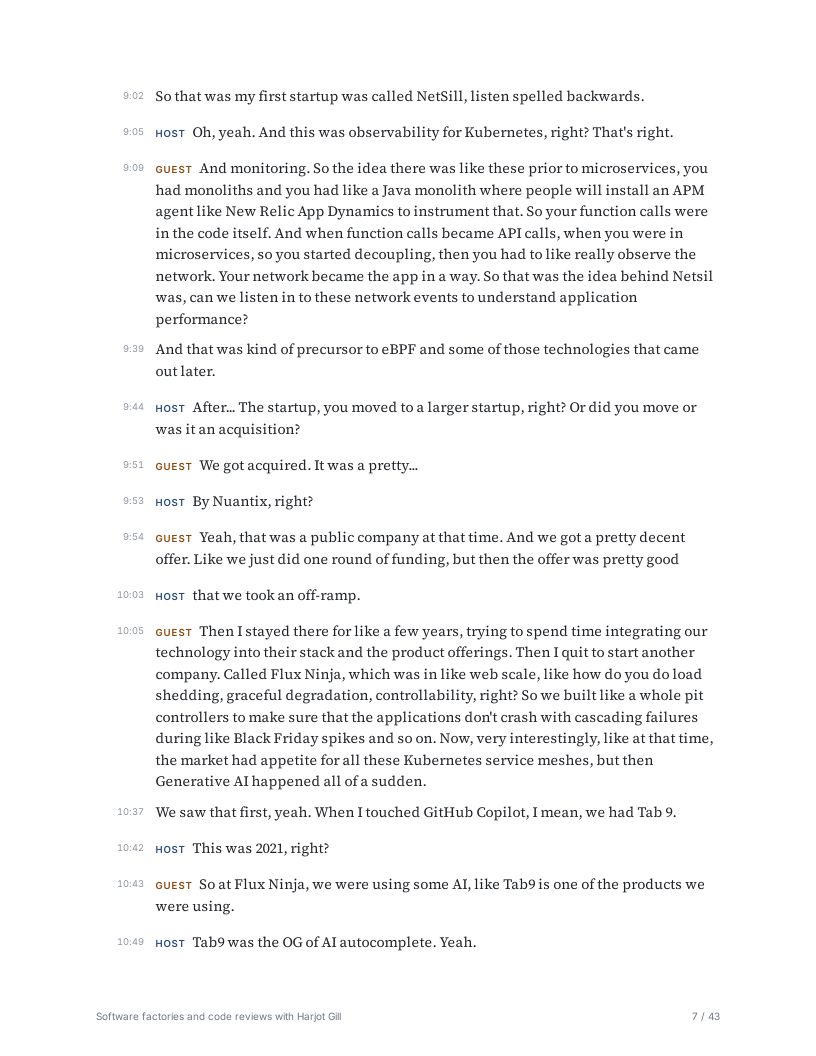 9:02 So that was my first startup was called NetSill, listen spelled backwards.
9:05 HOST Oh, yeah. And this was observability for Kubernetes, right? That's right.
9:09 GUEST And monitoring. So the idea there was like these prior to microservices, you
had monoliths and you had like a Java monolith where people will install an APM
agent like New Relic App Dynamics to instrument that. So your function calls were
in the code itself. And when function calls became API calls, when you were in
microservices, so you started decoupling, then you had to like really observe the
network. Your network became the app in a way. So that was the idea behind Netsil
was, can we listen in to these network events to understand application
performance?
9:39 And that was kind of precursor to eBPF and some of those technologies that came
out later.
9:44 HOST After... The startup, you moved to a larger startup, right? Or did you move or
was it an acquisition?
9:51 GUEST We got acquired. It was a pretty...
9:53 HOST By Nuantix, right?
9:54 GUEST Yeah, that was a public company at that time. And we got a pretty decent
offer. Like we just did one round of funding, but then the offer was pretty good
10:03 HOST that we took an off-ramp.
10:05 GUEST Then I stayed there for like a few years, trying to spend time integrating our
technology into their stack and the product offerings. Then I quit to start another
company. Called Flux Ninja, which was in like web scale, like how do you do load
shedding, graceful degradation, controllability, right? So we built like a whole pit
controllers to make sure that the applications don't crash with cascading failures
during like Black Friday spikes and so on. Now, very interestingly, like at that time,
the market had appetite for all these Kubernetes service meshes, but then
Generative AI happened all of a sudden.
10:37 We saw that first, yeah. When I touched GitHub Copilot, I mean, we had Tab 9.
10:42 HOST This was 2021, right?
10:43 GUEST So at Flux Ninja, we were using some AI, like Tab9 is one of the products we
were using.
10:49 HOST Tab9 was the OG of AI autocomplete. Yeah.
Software factories and code reviews with Harjot Gill 7 / 43